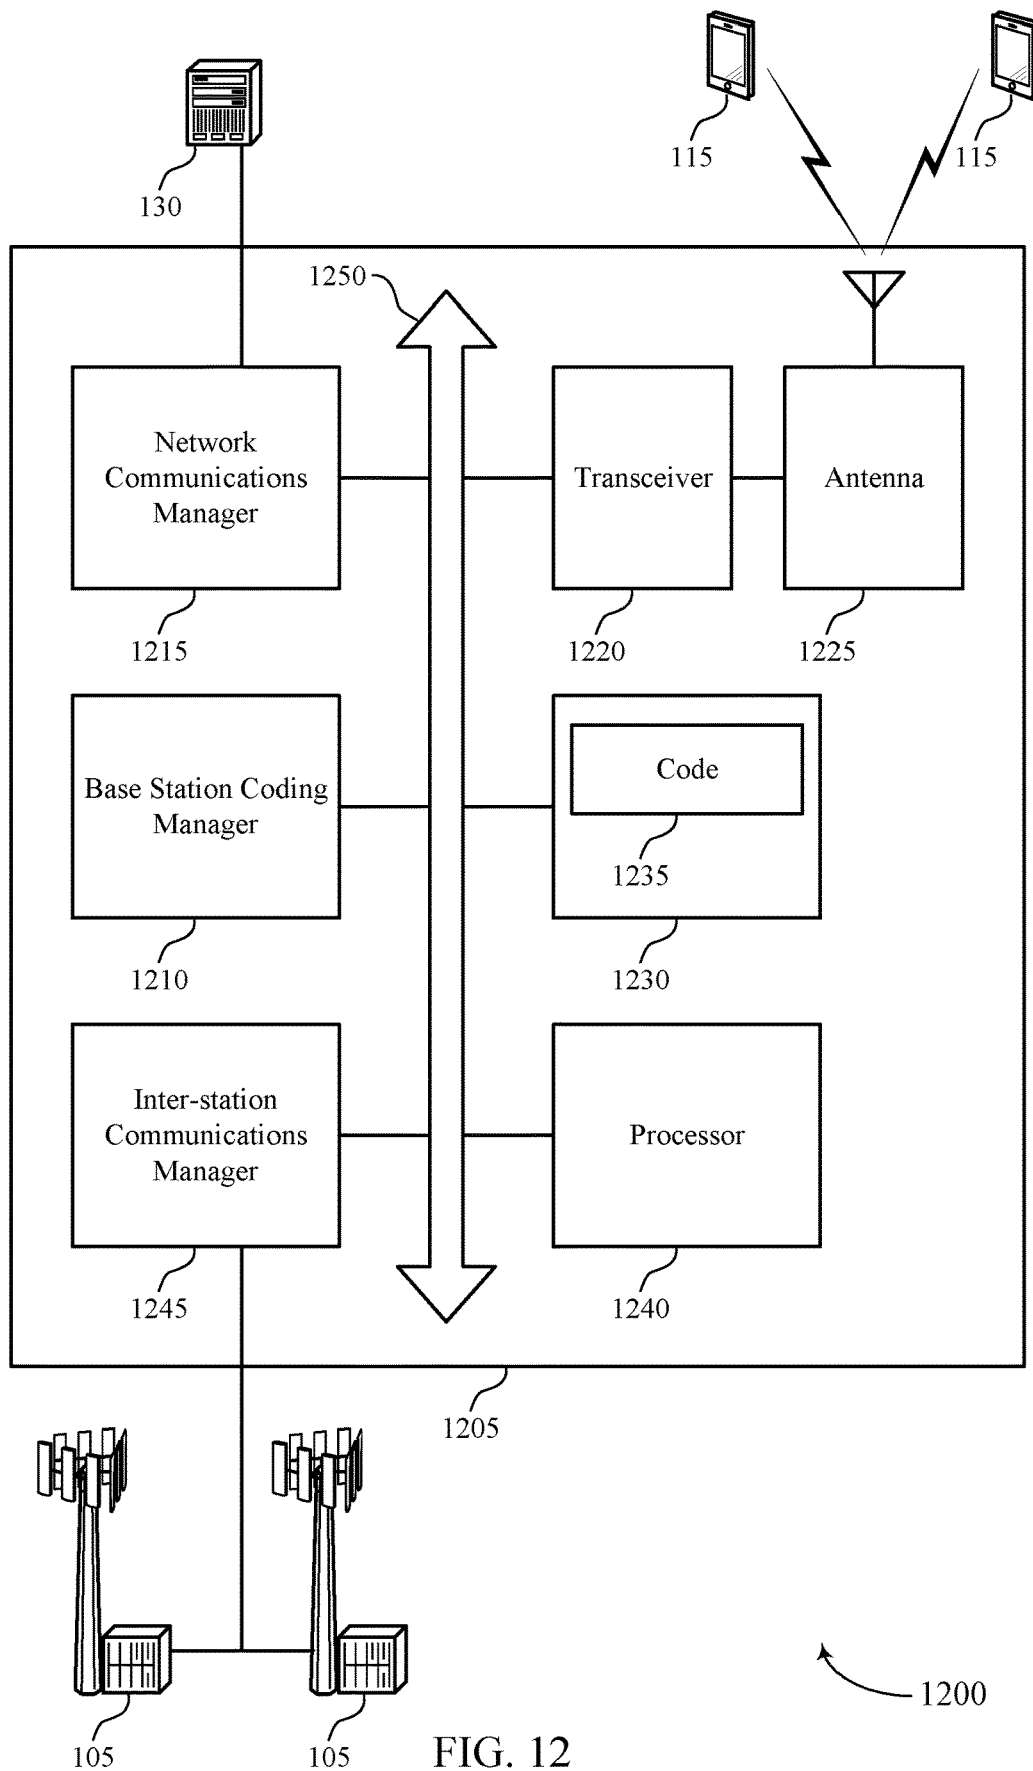 115
115
130
1250
Network
Communications
Manager
Transceiver
Antenna
1215
1220
1225
Base Station Coding
Manager
Code
1235
1210
1230
Inter-station
Communications
Manager
Processor
1245
1240
1205
1200
105
105
FIG. 12